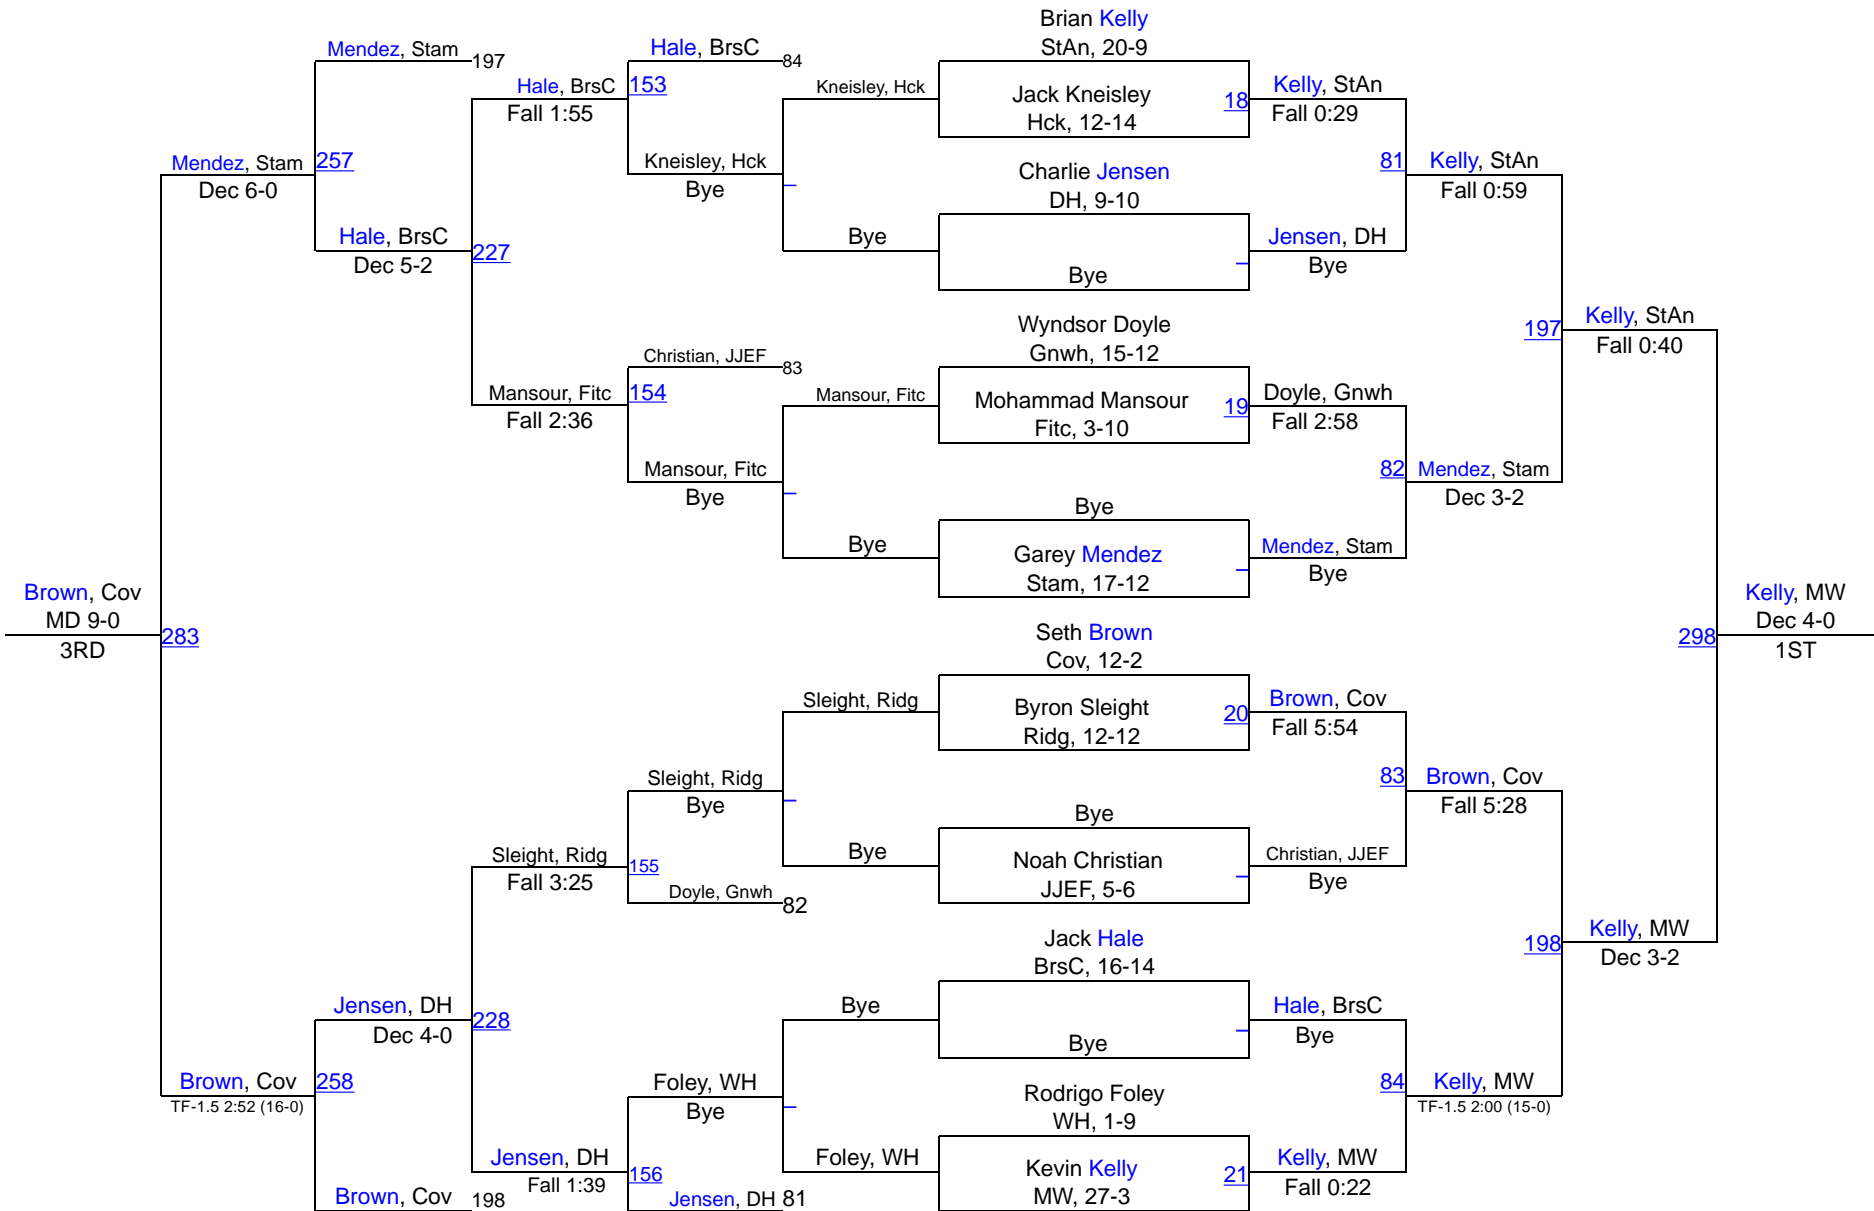 Brian Kelly
StAn, 20-9
Jack Kneisley
Hck, 12-14
18
Charlie Jensen
DH, 9-10
Bye
Wyndsor Doyle
Gnwh, 15-12
Mohammad Mansour
Fitc, 3-10
19
Bye
Garey Mendez
Stam, 17-12
Seth Brown
Cov, 12-2
Byron Sleight
Ridg, 12-12
20
Bye
Noah Christian
JJEF, 5-6
Jack Hale
BrsC, 16-14
Bye
Rodrigo Foley
WH, 1-9
Kevin Kelly
MW, 27-3
21
Kelly, StAn
Fall 0:29
81
Jensen, DH
Bye
Doyle, Gnwh
Fall 2:58
82
Mendez, Stam
Bye
Brown, Cov
Fall 5:54
83
Christian, JJEF
Bye
Hale, BrsC
Bye
84
Kelly, MW
Fall 0:22
Kelly, StAn
Fall 0:59
197
Mendez, Stam
Dec 3-2
Brown, Cov
Fall 5:28
198
Kelly, MW
TF-1.5 2:00 (15-0)
Kelly, StAn
Fall 0:40
298
Kelly, MW
Dec 3-2
Kelly, MW
Dec 4-0
1ST
Kneisley, Hck
Bye
Mansour, Fitc
Bye
Sleight, Ridg
Bye
Bye
Foley, WH
Hale, BrsC
84
153
Kneisley, Hck
Bye
Christian, JJEF
83
154
Mansour, Fitc
Bye
Sleight, Ridg
Bye
155
Doyle, Gnwh
82
Foley, WH
Bye
156
Jensen, DH
81
Hale, BrsC
Fall 1:55
227
Mansour, Fitc
Fall 2:36
Sleight, Ridg
Fall 3:25
228
Jensen, DH
Fall 1:39
Mendez, Stam
197
257
Hale, BrsC
Dec 5-2
Jensen, DH
Dec 4-0
258
Brown, Cov
198
Mendez, Stam
Dec 6-0
283
Brown, Cov
TF-1.5 2:52 (16-0)
Brown, Cov
MD 9-0
3RD